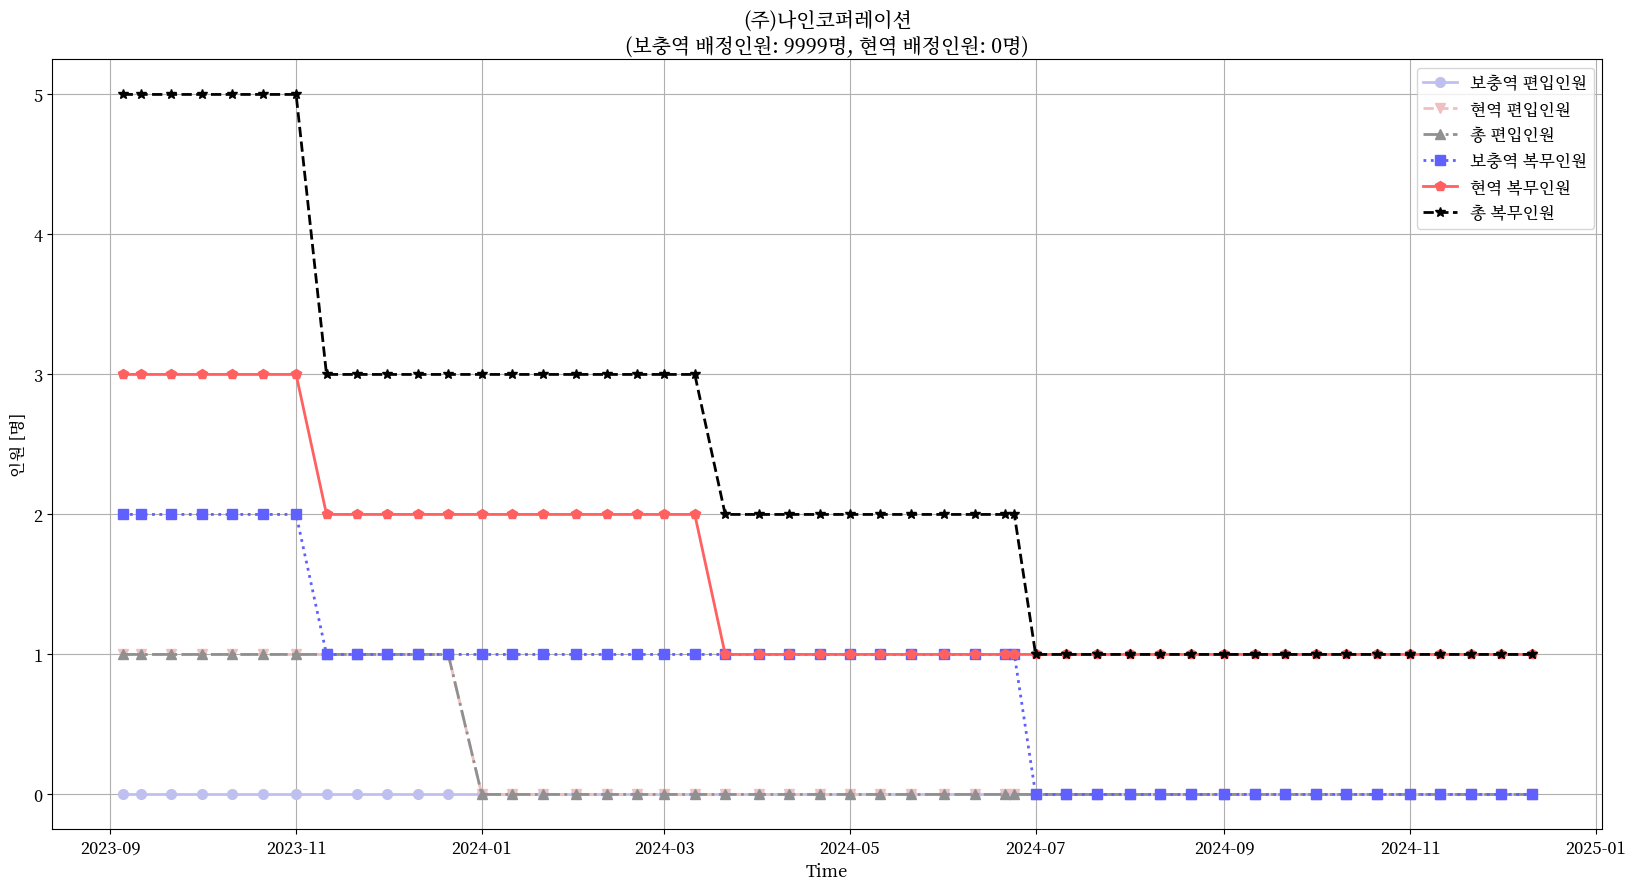 (주)나인코퍼레이션
(보충역 배정인원: 9999명, 현역 배정인원: 0명)
보충역 편입인원
현역 편입인원
총 편입인원
보충역 복무인원
현역 복무인원
총 복무인원
인원 [명]
5
4
3
2
1
0
2023-09
2023-11
2024-01
2024-03
2024-05
2024-07
2024-09
2024-11
2025-01
Time